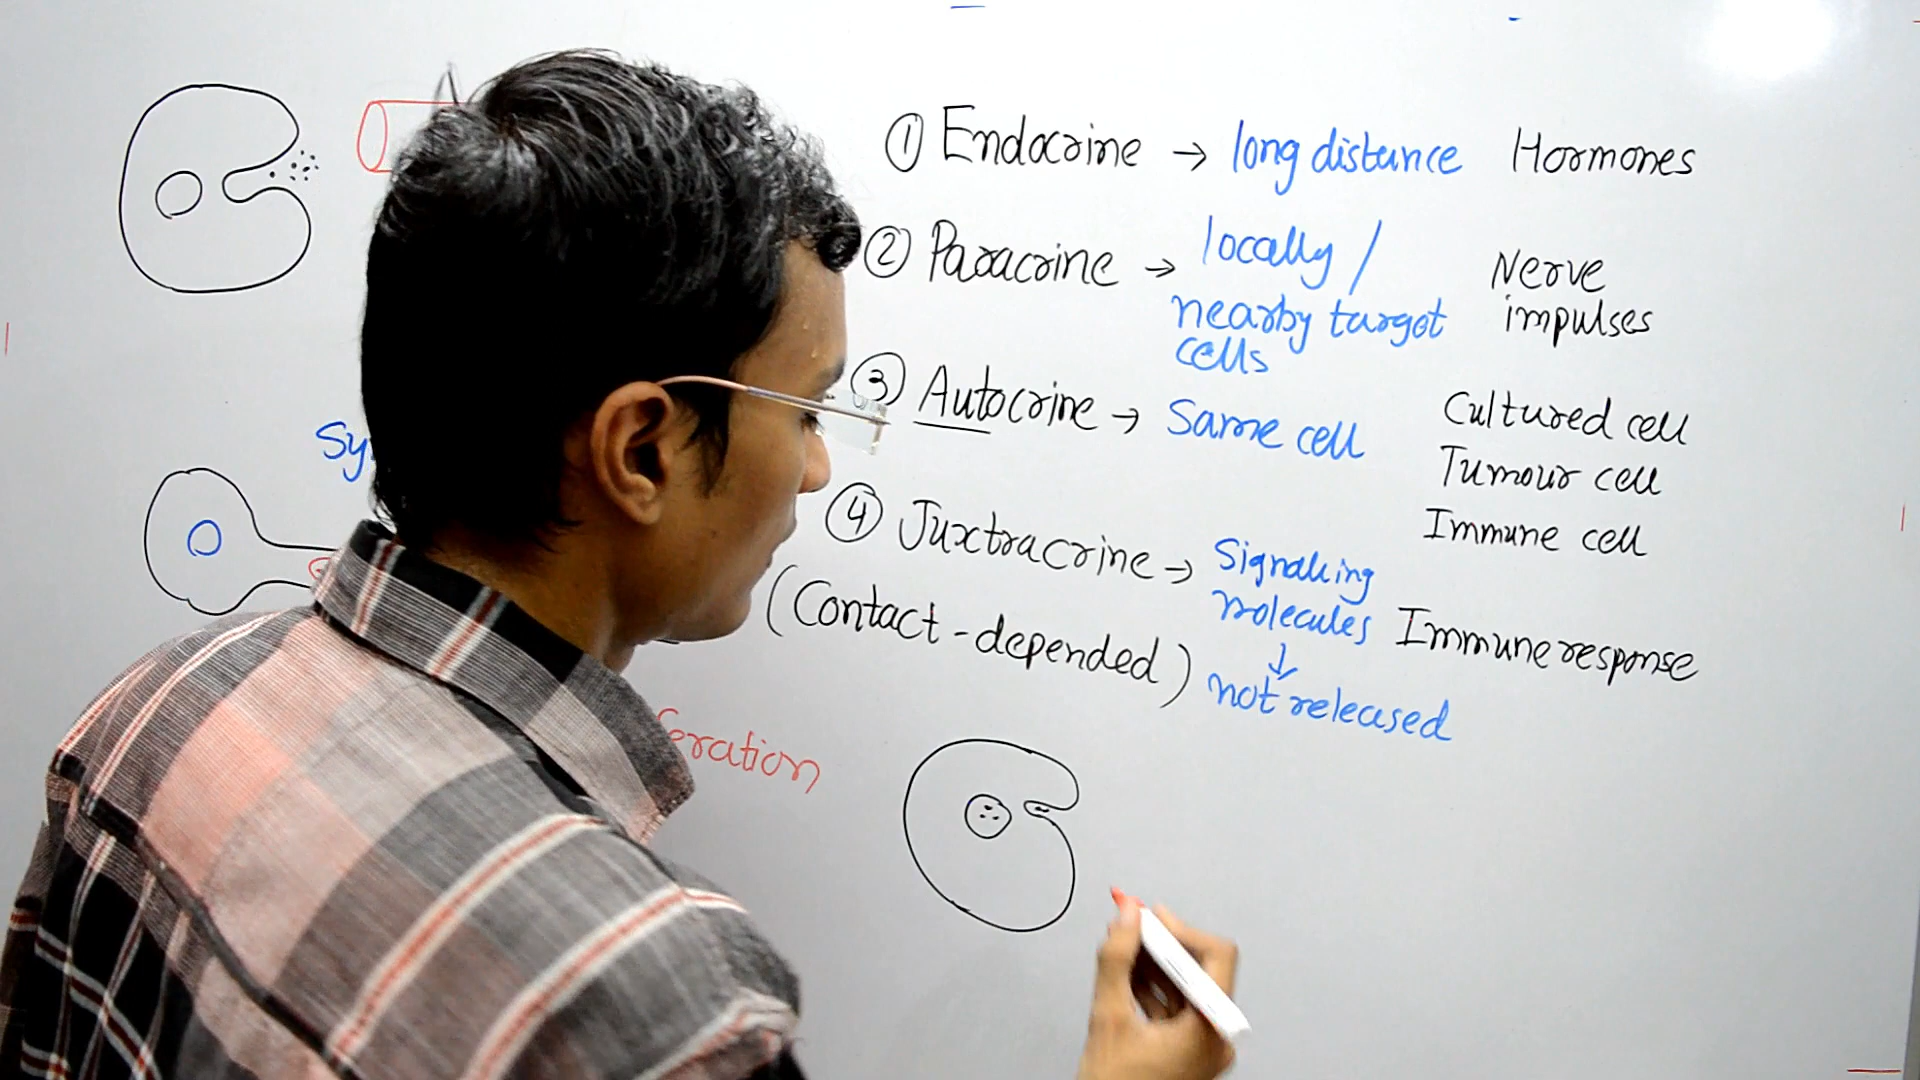 ① Endocrine → long distance Hormones
② Paracrine → locally /
nearby target
cells
Nerve
impulses
③ Autocrine → Same cell
Cultured cell
Tumour cell
Immune cell
④ Juxtracrine → Signalling
molecules
↓
not released
(Contact-depended)
Immune response
Sy
feration